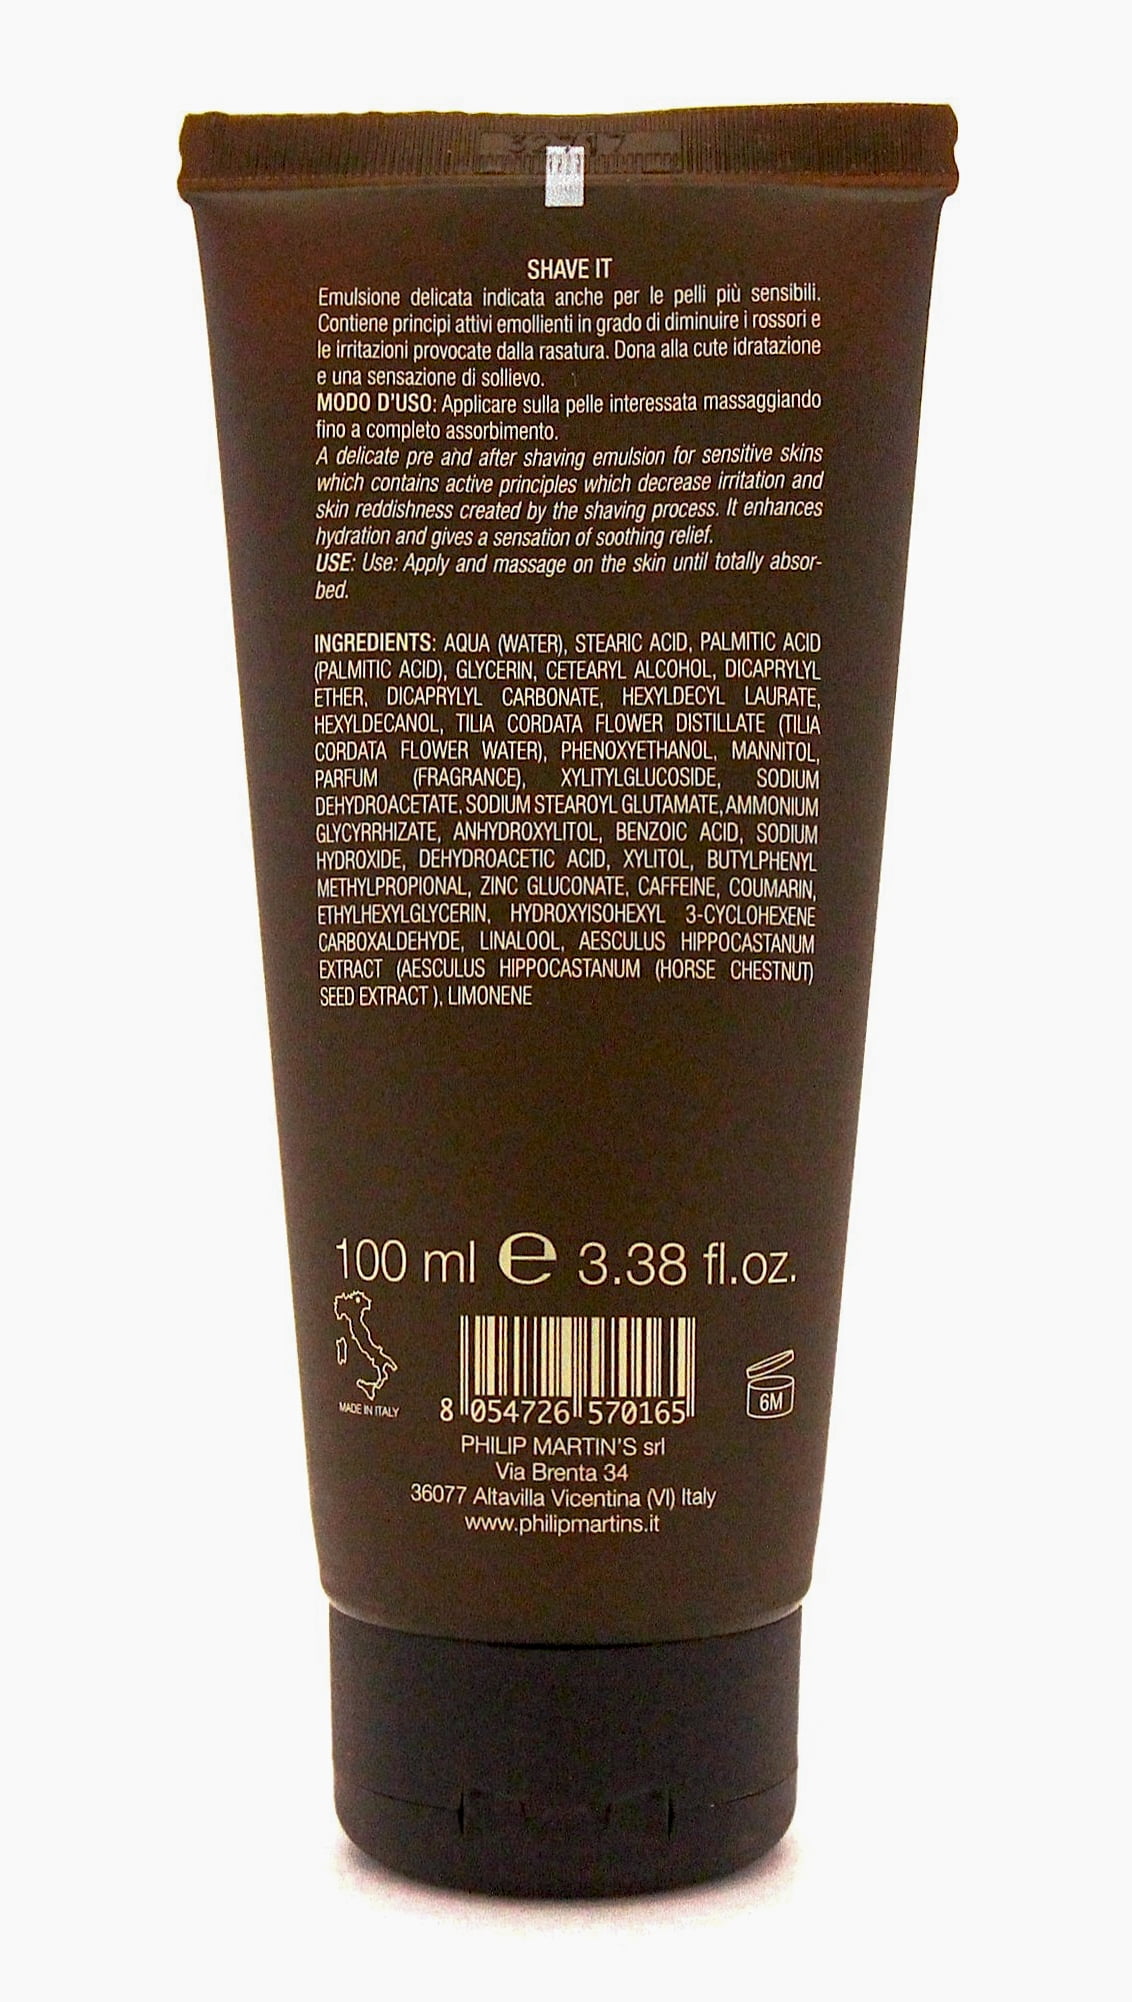 SHAVE IT
Emulsione delicata indicata anche per le pelli più sensibili.
Contiene principi attivi emollienti in grado di diminuire i rossori e
le irritazioni provocate dalla rasatura. Dona alla cute idratazione
e una sensazione di sollievo.
MODO D'USO: Applicare sulla pelle interessata massaggiando
fino a completo assorbimento.
A delicate pre and after shaving emulsion for sensitive skins
which contains active principles which decrease irritation and
skin reddishness created by the shaving process. It enhances
hydration and gives a sensation of soothing relief.
USE: Use: Apply and massage on the skin until totally absor-
bed.
INGREDIENTS: AQUA (WATER), STEARIC ACID, PALMITIC ACID
(PALMITIC ACID), GLYCERIN, CETEARYL ALCOHOL, DICAPRYLYL
ETHER, DICAPRYLYL CARBONATE, HEXYLDECYL LAURATE,
HEXYLDECANOL, TILIA CORDATA FLOWER DISTILLATE (TILIA
CORDATA FLOWER WATER), PHENOXYETHANOL, MANNITOL,
PARFUM (FRAGRANCE), XYLITYLGLUCOSIDE, SODIUM
DEHYDROACETATE, SODIUM STEAROYL GLUTAMATE, AMMONIUM
GLYCYRRHIZATE, ANHYDROXYLITOL, BENZOIC ACID, SODIUM
HYDROXIDE, DEHYDROACETIC ACID, XYLITOL, BUTYLPHENYL
METHYLPROPIONAL, ZINC GLUCONATE, CAFFEINE, COUMARIN,
ETHYLHEXYLGLYCERIN, HYDROXYISOHEXYL 3-CYCLOHEXENE
CARBOXALDEHYDE, LINALOOL, AESCULUS HIPPOCASTANUM
EXTRACT (AESCULUS HIPPOCASTANUM (HORSE CHESTNUT)
SEED EXTRACT ), LIMONENE
100 ml e 3.38 fl.oz.
MADE IN ITALY
8 054726 570165
6M
PHILIP MARTIN'S srl
Via Brenta 34
36077 Altavilla Vicentina (VI) Italy
www.philipmartins.it